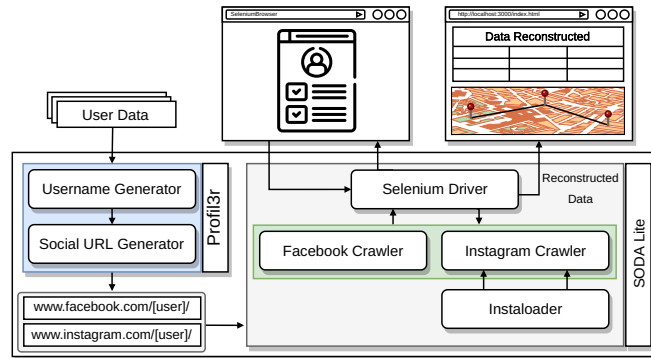 SeleniumBrowser
http://localhost:3000/index.html
Data Reconstructed
User Data
Username Generator
Social URL Generator
Profil3r
www.facebook.com/[user]/
www.instagram.com/[user]/
Selenium Driver
Reconstructed
Data
Facebook Crawler
Instagram Crawler
Instaloader
SODA Lite